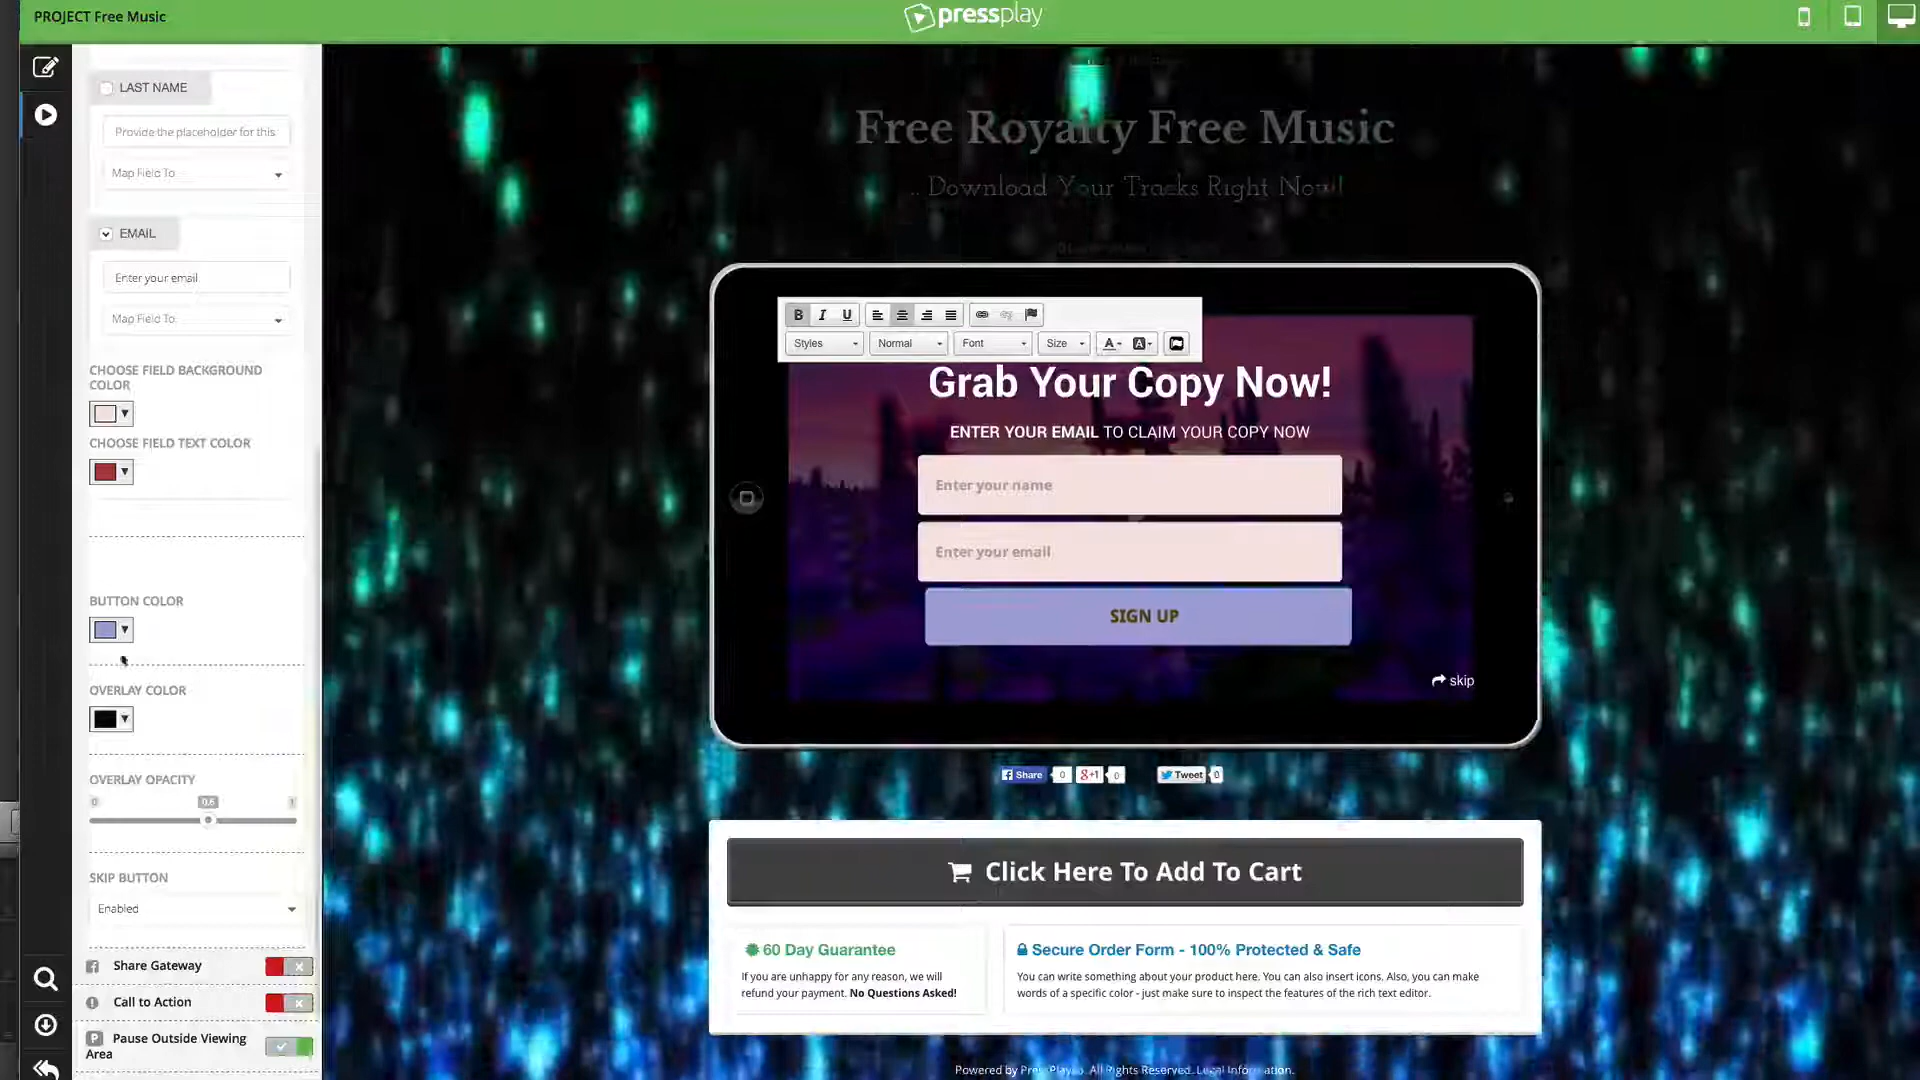 PROJECT Free Music
pressplay
LAST NAME
Provide the placeholder for this
Map Field To
EMAIL
Enter your email
Map Field To
CHOOSE FIELD BACKGROUND
COLOR
CHOOSE FIELD TEXT COLOR
BUTTON COLOR
OVERLAY COLOR
OVERLAY OPACITY
0 0.6 1
SKIP BUTTON
Enabled
Share Gateway
Call to Action
P Pause Outside Viewing
Area
Free Royalty Free Music
.. Download Your Tracks Right Now!
B I U
Styles Normal Font Size A A
Grab Your Copy Now!
ENTER YOUR EMAIL TO CLAIM YOUR COPY NOW
Enter your name
Enter your email
SIGN UP
skip
Share 0 g+1 0 Tweet 0
Click Here To Add To Cart
60 Day Guarantee
If you are unhappy for any reason, we will
refund your payment. No Questions Asked!
Secure Order Form - 100% Protected & Safe
You can write something about your product here. You can also insert icons. Also, you can make
words of a specific color - just make sure to inspect the features of the rich text editor.
Powered by All Rights Reserved. Legal Information.